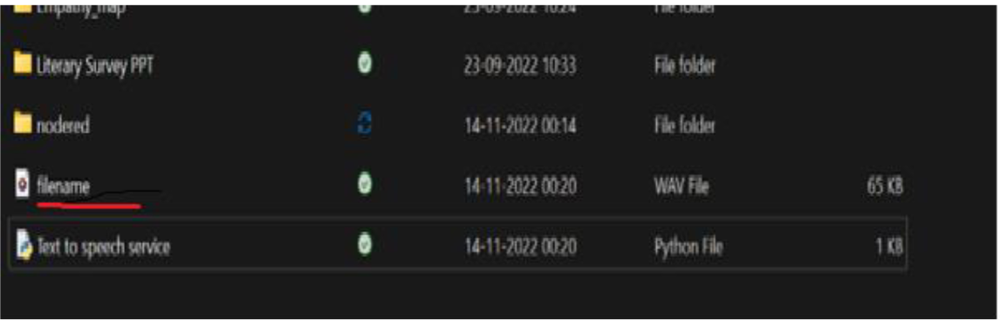 Empathy_map 23-09-2022 10:24 File folder
Literary Survey PPT 23-09-2022 10:33 File folder
nodered 14-11-2022 00:14 File folder
filename 14-11-2022 00:20 WAV File 65 KB
Text to speech service 14-11-2022 00:20 Python File 1 KB